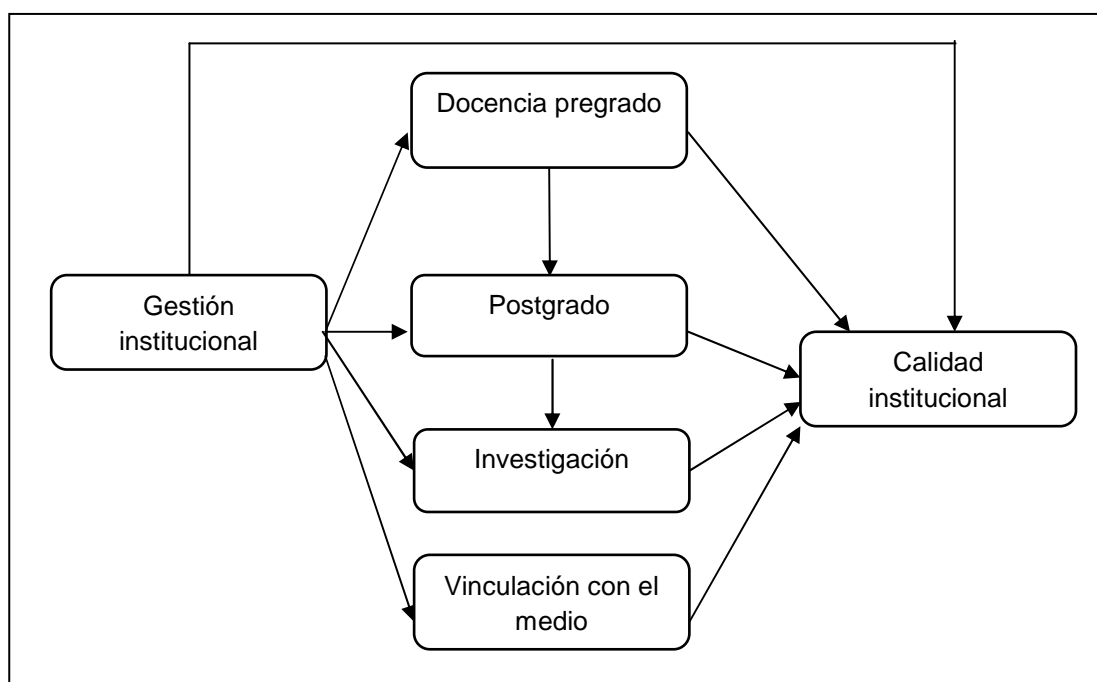 Docencia pregrado
Gestión
institucional
Postgrado
Calidad
institucional
Investigación
Vinculación con el
medio